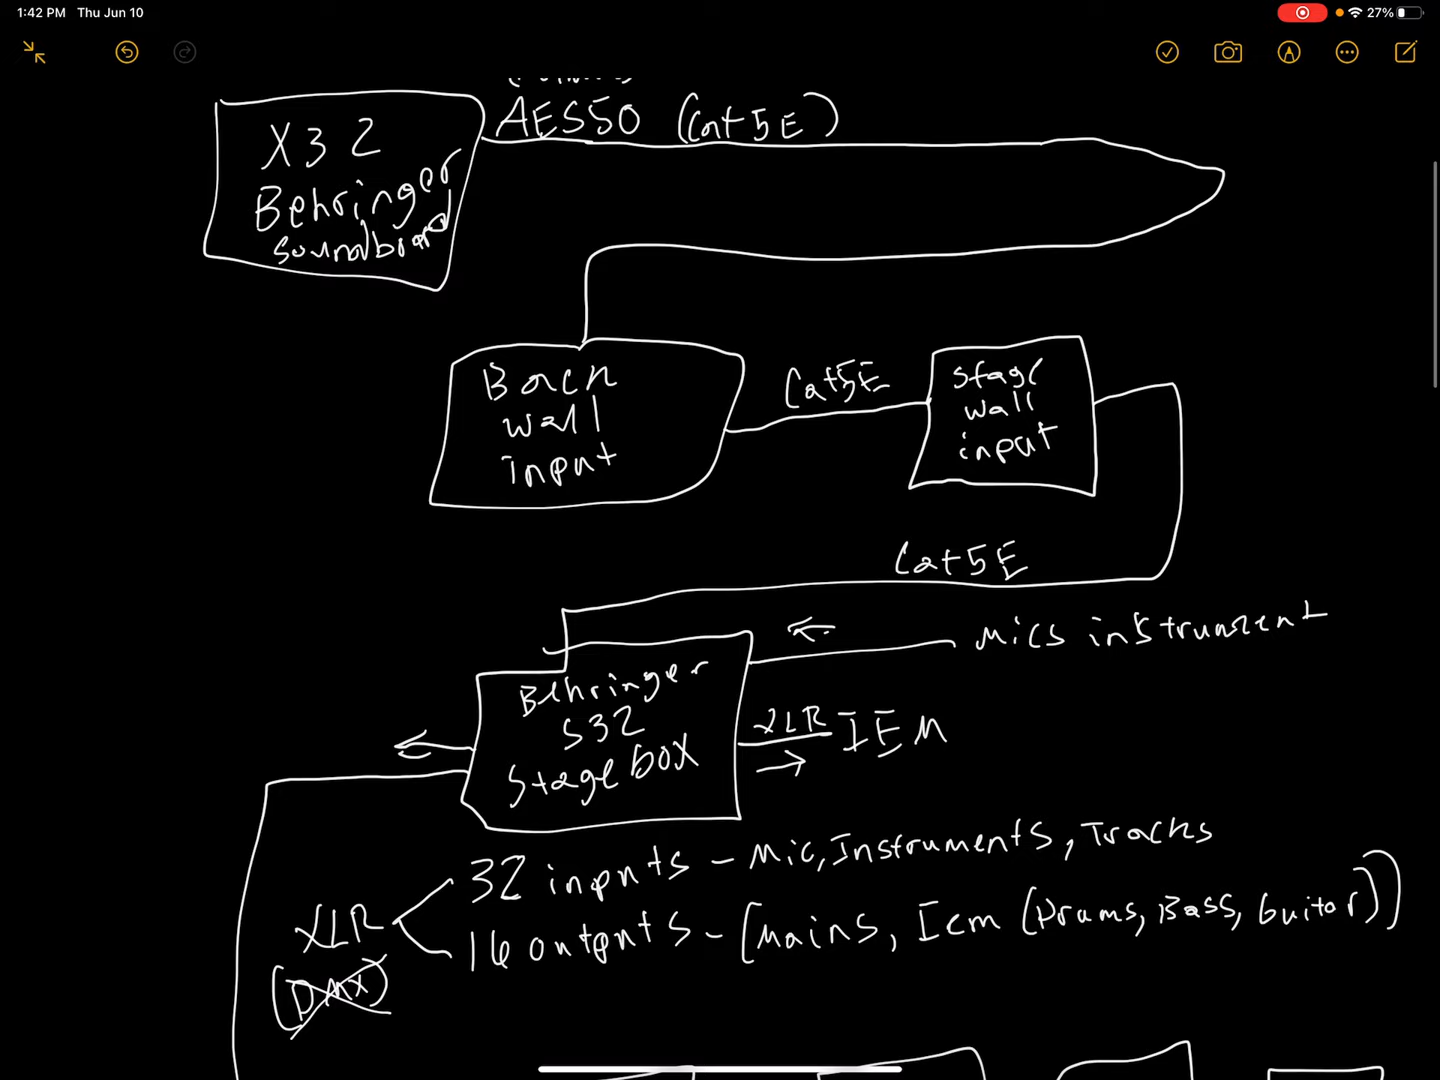 1:42 PM Thu Jun 10
27%
AES50 (Cat5E)
X32
Behringer
soundboard
Back
wall
input
Cat5E
stage
wall
input
Cat5E
Mics instrument
Behringer
S32
Stage box
XLR
IEM
32 inputs - Mic, Instruments, Tracks
XLR
16 outputs - [Mains, Iem (Drums, Bass, Guitar)]
(DMX)